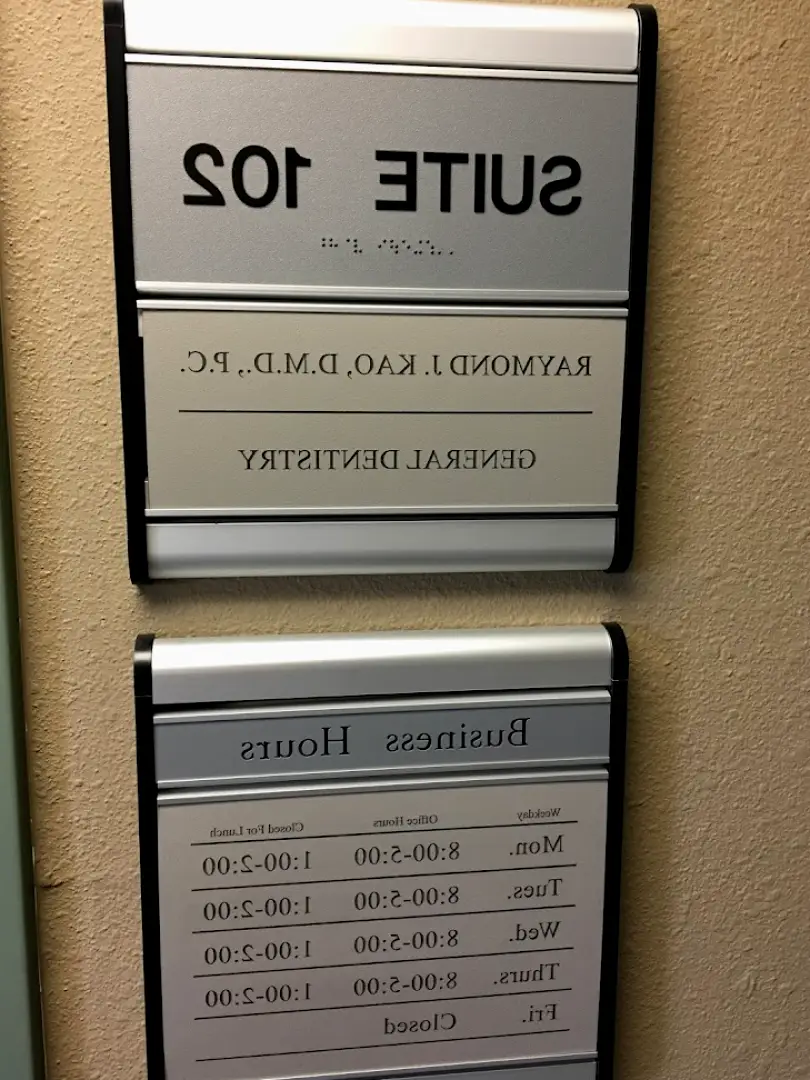 SUITE 102
RAYMOND J. KAO, D.M.D., P.C.
GENERAL DENTISTRY
Business Hours
Weekday Office Hours Closed For Lunch
Mon. 8:00-5:00 1:00-2:00
Tues. 8:00-5:00 1:00-2:00
Wed. 8:00-5:00 1:00-2:00
Thurs. 8:00-5:00 1:00-2:00
Fri. Closed